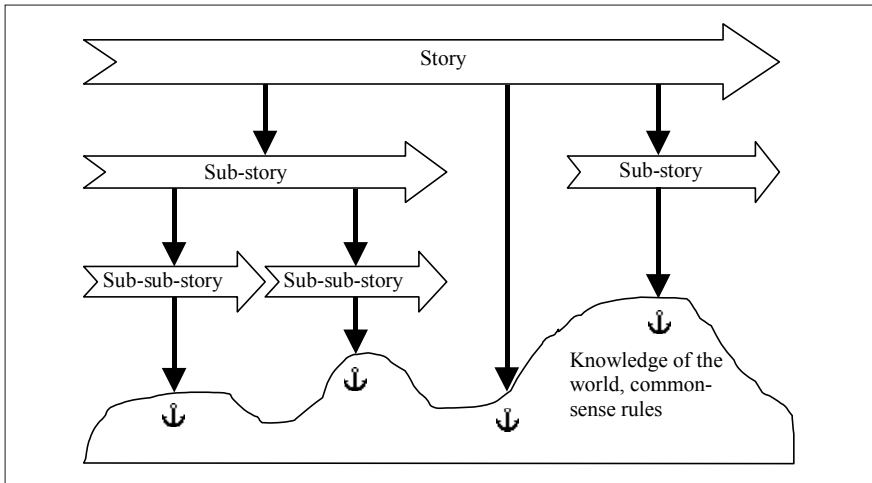 Story
Sub-story
Sub-story
Sub-sub-story
Sub-sub-story
Knowledge of the
world, common-
sense rules